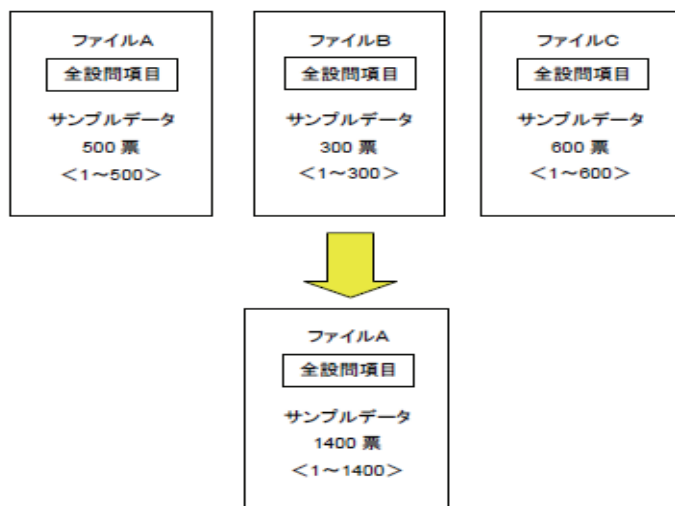 ファイルA
全設問項目
サンプルデータ
500 票
＜1～500＞
ファイルB
全設問項目
サンプルデータ
300 票
＜1～300＞
ファイルC
全設問項目
サンプルデータ
600 票
＜1～600＞
ファイルA
全設問項目
サンプルデータ
1400 票
＜1～1400＞